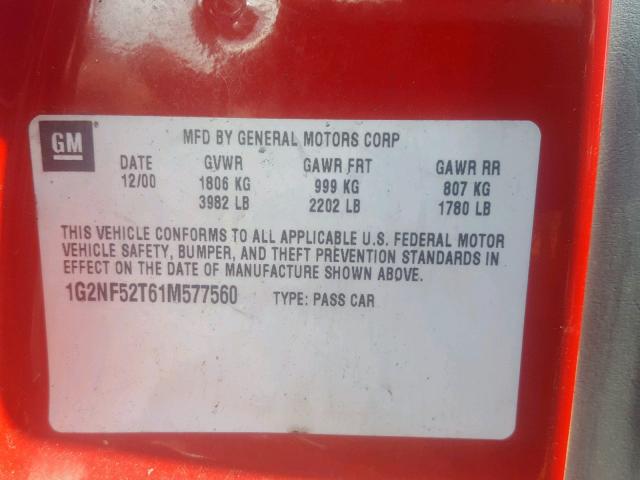 GM
MFD BY GENERAL MOTORS CORP
DATE GVWR GAWR FRT GAWR RR
12/00 1806 KG 999 KG 807 KG
3982 LB 2202 LB 1780 LB
THIS VEHICLE CONFORMS TO ALL APPLICABLE U.S. FEDERAL MOTOR
VEHICLE SAFETY, BUMPER, AND THEFT PREVENTION STANDARDS IN
EFFECT ON THE DATE OF MANUFACTURE SHOWN ABOVE.
1G2NF52T61M577560 TYPE: PASS CAR